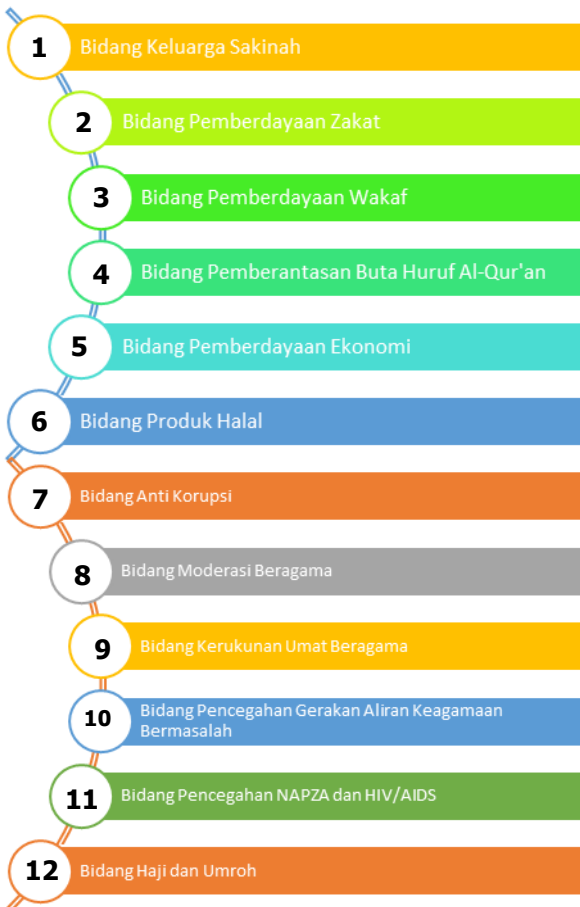 1 Bidang Keluarga Sakinah
2 Bidang Pemberdayaan Zakat
3 Bidang Pemberdayaan Wakaf
4 Bidang Pemberantasan Buta Huruf Al-Qur'an
5 Bidang Pemberdayaan Ekonomi
6 Bidang Produk Halal
7 Bidang Anti Korupsi
8 Bidang Moderasi Beragama
9 Bidang Kerukunan Umat Beragama
10 Bidang Pencegahan Gerakan Aliran Keagamaan
Bermasalah
11 Bidang Pencegahan NAPZA dan HIV/AIDS
12 Bidang Haji dan Umroh